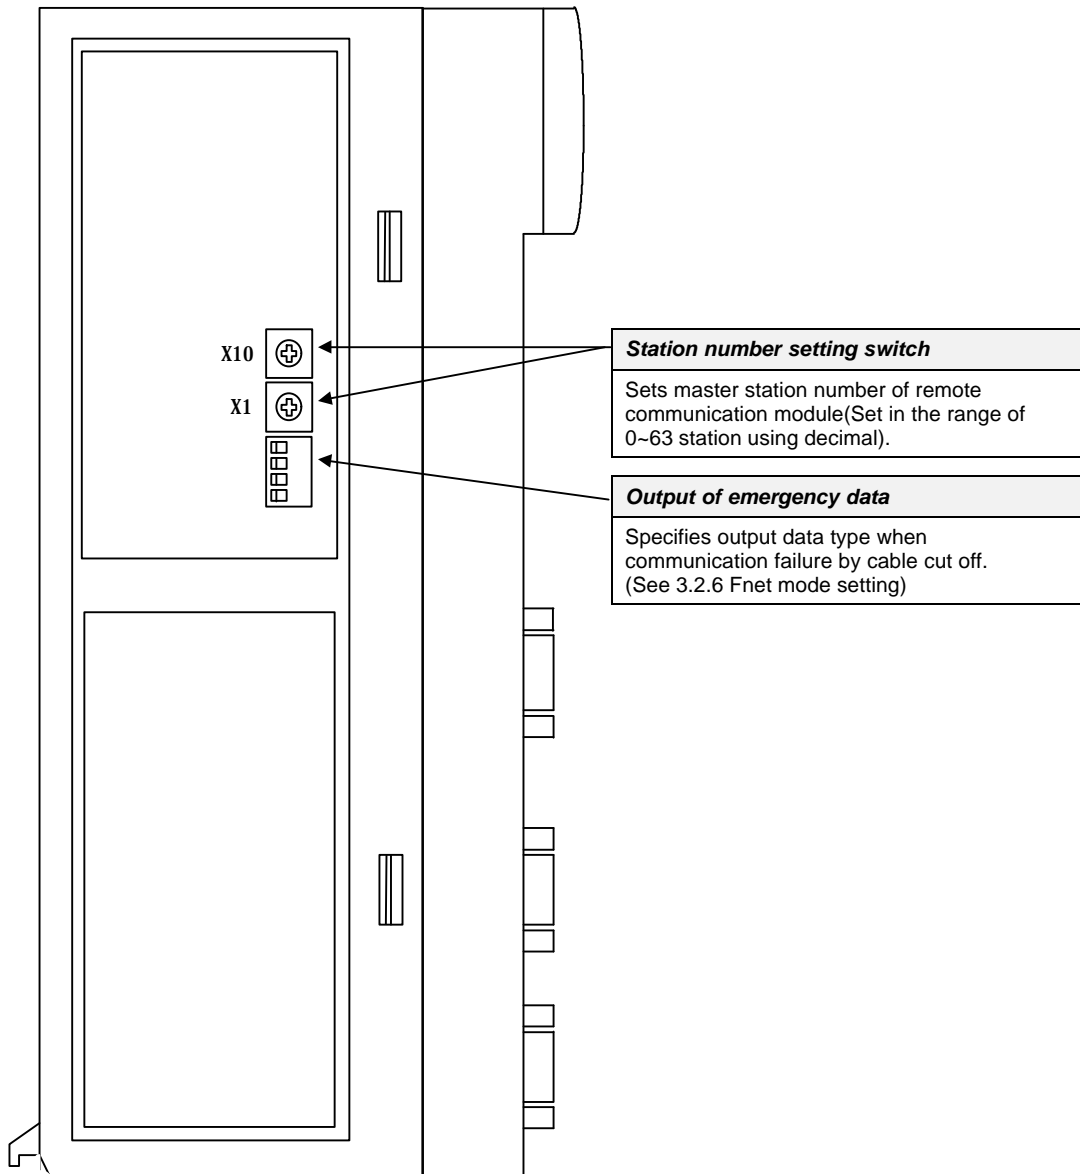 X10
X1
Station number setting switch
Sets master station number of remote
communication module(Set in the range of
0~63 station using decimal).
Output of emergency data
Specifies output data type when
communication failure by cable cut off.
(See 3.2.6 Fnet mode setting)